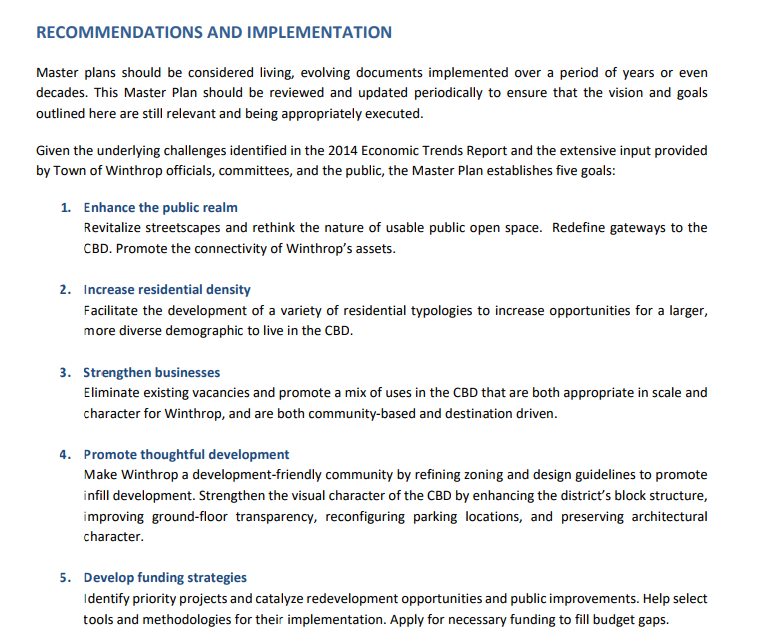 RECOMMENDATIONS AND IMPLEMENTATION
Master plans should be considered living, evolving documents implemented over a period of years or even
decades. This Master Plan should be reviewed and updated periodically to ensure that the vision and goals
outlined here are still relevant and being appropriately executed.
Given the underlying challenges identified in the 2014 Economic Trends Report and the extensive input provided
by Town of Winthrop officials, committees, and the public, the Master Plan establishes five goals:
1. Enhance the public realm
Revitalize streetscapes and rethink the nature of usable public open space. Redefine gateways to the
CBD. Promote the connectivity of Winthrop's assets.
2. Increase residential density
Facilitate the development of a variety of residential typologies to increase opportunities for a larger,
more diverse demographic to live in the CBD.
3. Strengthen businesses
Eliminate existing vacancies and promote a mix of uses in the CBD that are both appropriate in scale and
character for Winthrop, and are both community-based and destination driven.
4. Promote thoughtful development
Make Winthrop a development-friendly community by refining zoning and design guidelines to promote
infill development. Strengthen the visual character of the CBD by enhancing the district's block structure,
improving ground-floor transparency, reconfiguring parking locations, and preserving architectural
character.
5. Develop funding strategies
Identify priority projects and catalyze redevelopment opportunities and public improvements. Help select
tools and methodologies for their implementation. Apply for necessary funding to fill budget gaps.